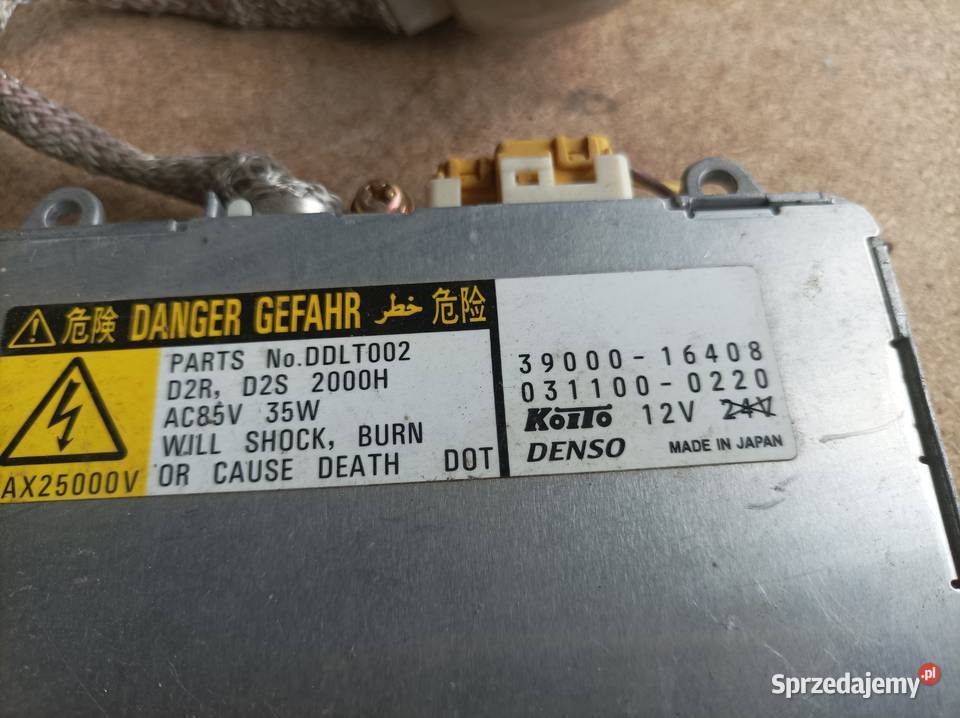 危険 DANGER GEFAHR خطر 危险
PARTS No.DDLT002
D2R, D2S 2000H
AC85V 35W
WILL SHOCK, BURN
OR CAUSE DEATH DOT
AX25000V
39000-16408
031100-0220
KOITO 12V 24V
DENSO MADE IN JAPAN
Sprzedajemy.pl